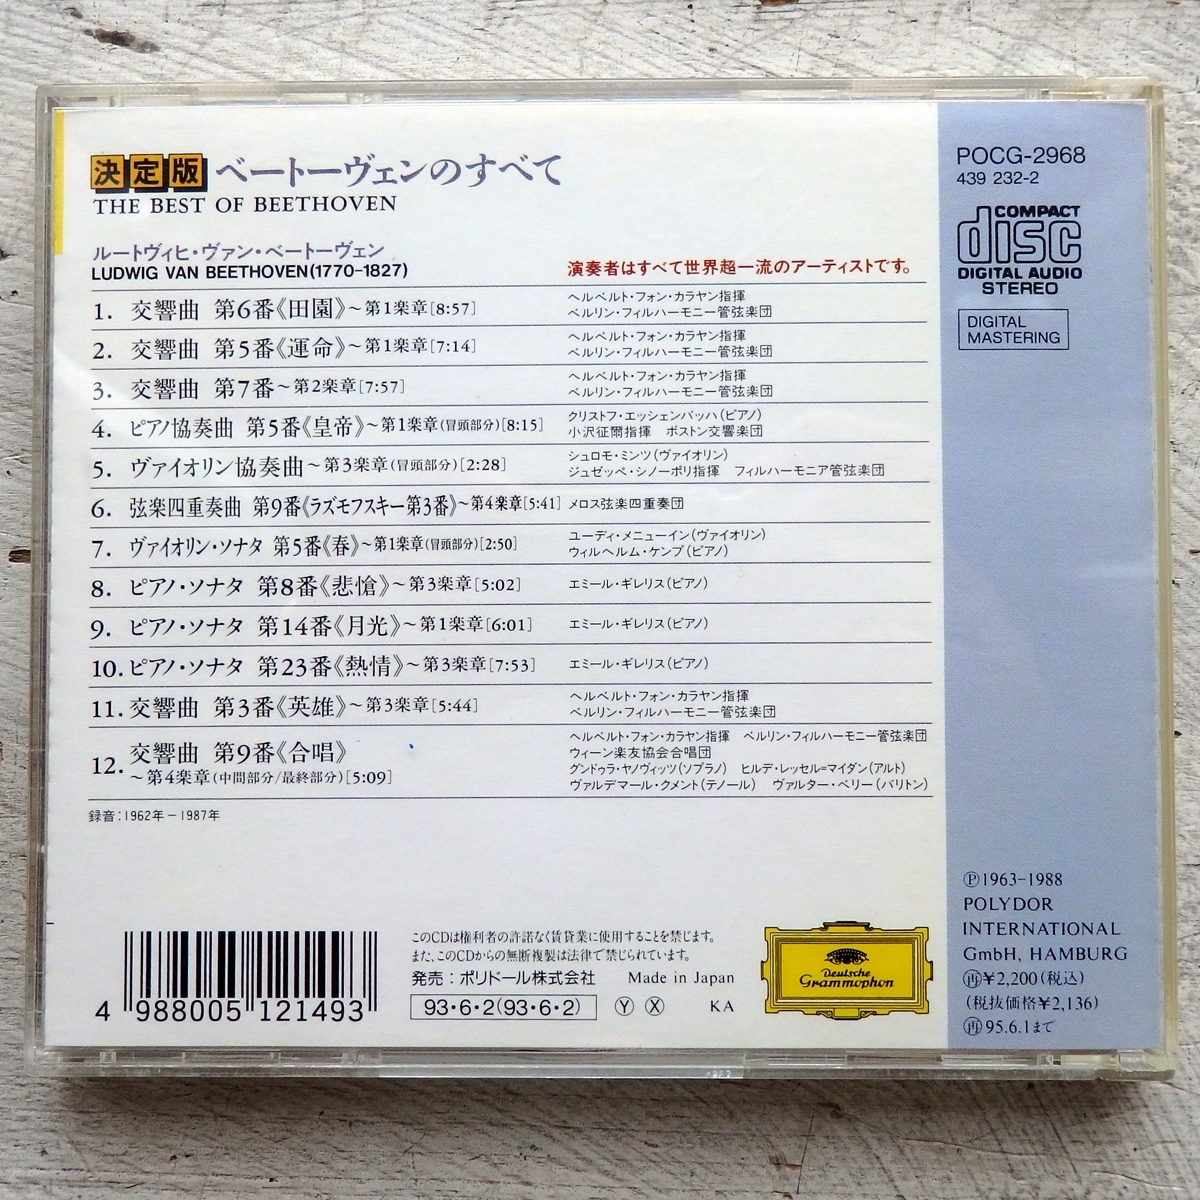 決定版 ベートーヴェンのすべて
THE BEST OF BEETHOVEN
ルートヴィヒ・ヴァン・ベートーヴェン
LUDWIG VAN BEETHOVEN(1770-1827)
演奏者はすべて世界超一流のアーティストです。
1. 交響曲 第6番《田園》~第1楽章[8:57]
ヘルベルト・フォン・カラヤン指揮
ベルリン・フィルハーモニー管弦楽団
2. 交響曲 第5番《運命》~第1楽章[7:14]
ヘルベルト・フォン・カラヤン指揮
ベルリン・フィルハーモニー管弦楽団
3. 交響曲 第7番~第2楽章[7:57]
ヘルベルト・フォン・カラヤン指揮
ベルリン・フィルハーモニー管弦楽団
4. ピアノ協奏曲 第5番《皇帝》~第1楽章(冒頭部分)[8:15]
クリストフ・エッシェンバッハ(ピアノ)
小沢征爾指揮 ボストン交響楽団
5. ヴァイオリン協奏曲~第3楽章(冒頭部分)[2:28]
シュロモ・ミンツ(ヴァイオリン)
ジュゼッペ・シノーポリ指揮 フィルハーモニア管弦楽団
6. 弦楽四重奏曲 第9番《ラズモフスキー第3番》~第4楽章[5:41]
メロス弦楽四重奏団
7. ヴァイオリン・ソナタ 第5番《春》~第1楽章(冒頭部分)[2:50]
ユーディ・メニューイン(ヴァイオリン)
ウィルヘルム・ケンプ(ピアノ)
8. ピアノ・ソナタ 第8番《悲愴》~第3楽章[5:02]
エミール・ギレリス(ピアノ)
9. ピアノ・ソナタ 第14番《月光》~第1楽章[6:01]
エミール・ギレリス(ピアノ)
10. ピアノ・ソナタ 第23番《熱情》~第3楽章[7:53]
エミール・ギレリス(ピアノ)
11. 交響曲 第3番《英雄》~第3楽章[5:44]
ヘルベルト・フォン・カラヤン指揮
ベルリン・フィルハーモニー管弦楽団
12. 交響曲 第9番《合唱》
~第4楽章(中間部分/最終部分)[5:09]
ヘルベルト・フォン・カラヤン指揮 ベルリン・フィルハーモニー管弦楽団
ウィーン楽友協会合唱団
グンドゥラ・ヤノヴィッツ(ソプラノ) ヒルデ・レッセル=マイダン(アルト)
ヴァルデマール・クメント(テノール) ヴァルター・ベリー(バリトン)
録音:1962年-1987年
4 988005 121493
このCDは権利者の許諾なく賃貸業に使用することを禁じます。
また、このCDからの無断複製は法律で禁じられています。
発売:ポリドール株式会社 Made in Japan
93・6・2(93・6・2) Ⓨ Ⓧ KA
Deutsche
Grammophon
POCG-2968
439 232-2
COMPACT
disc
DIGITAL AUDIO
STEREO
DIGITAL
MASTERING
Ⓟ1963-1988
POLYDOR
INTERNATIONAL
GmbH, HAMBURG
再¥2,200(税込)
(税抜価格¥2,136)
再95.6.1まで